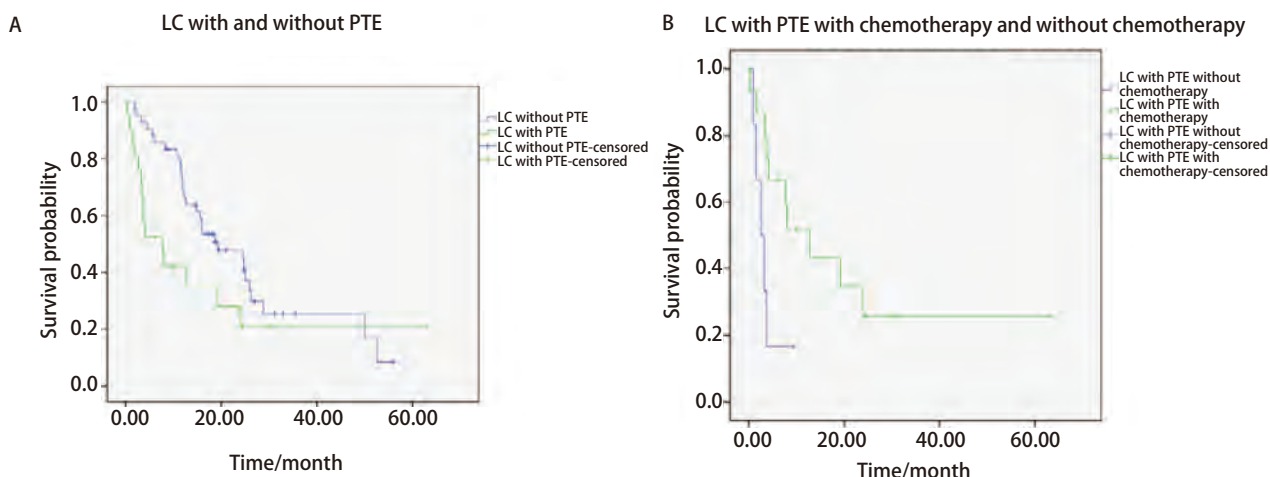 A
LC with and without PTE
1.0
0.8
0.6
0.4
0.2
0.0
Survival probability
0.00 20.00 40.00 60.00
Time/month
LC without PTE
LC with PTE
LC without PTE-censored
LC with PTE-censored
B
LC with PTE with chemotherapy and without chemotherapy
1.0
0.8
0.6
0.4
0.2
0.0
Survival probability
0.00 20.00 40.00 60.00
Time/month
LC with PTE without
chemotherapy
LC with PTE with
chemotherapy
LC with PTE without
chemotherapy-censored
LC with PTE with
chemotherapy-censored